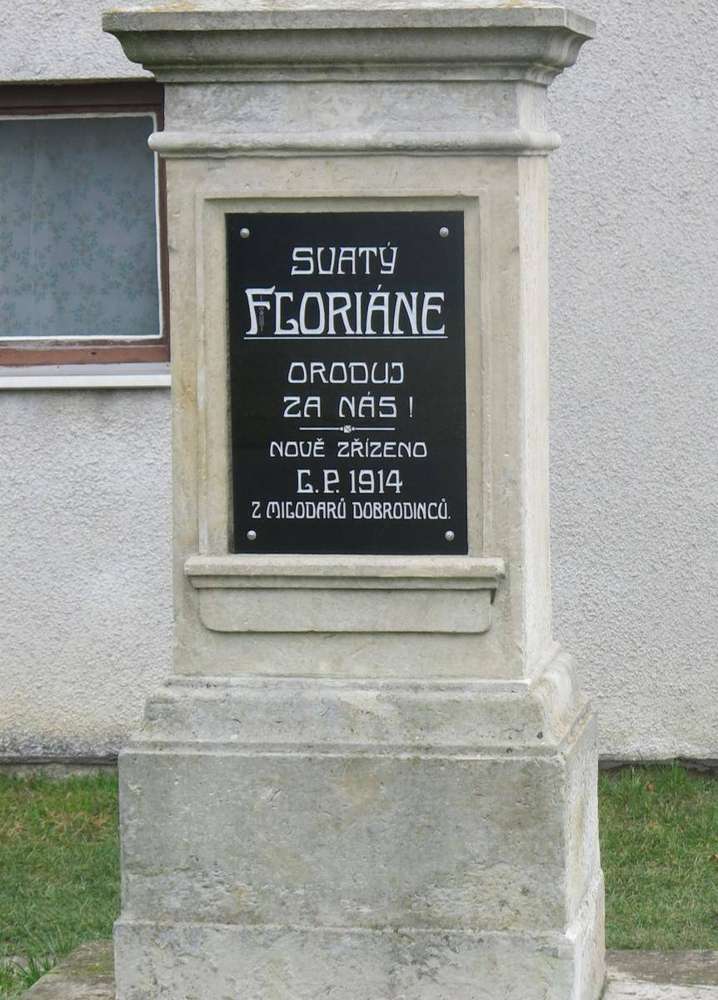 SVATÝ
FLORIÁNE
ORODUJ
ZA NÁS!
NOVĚ ZŘÍZENO
L.P. 1914
Z MILODARŮ DOBRODINCŮ.